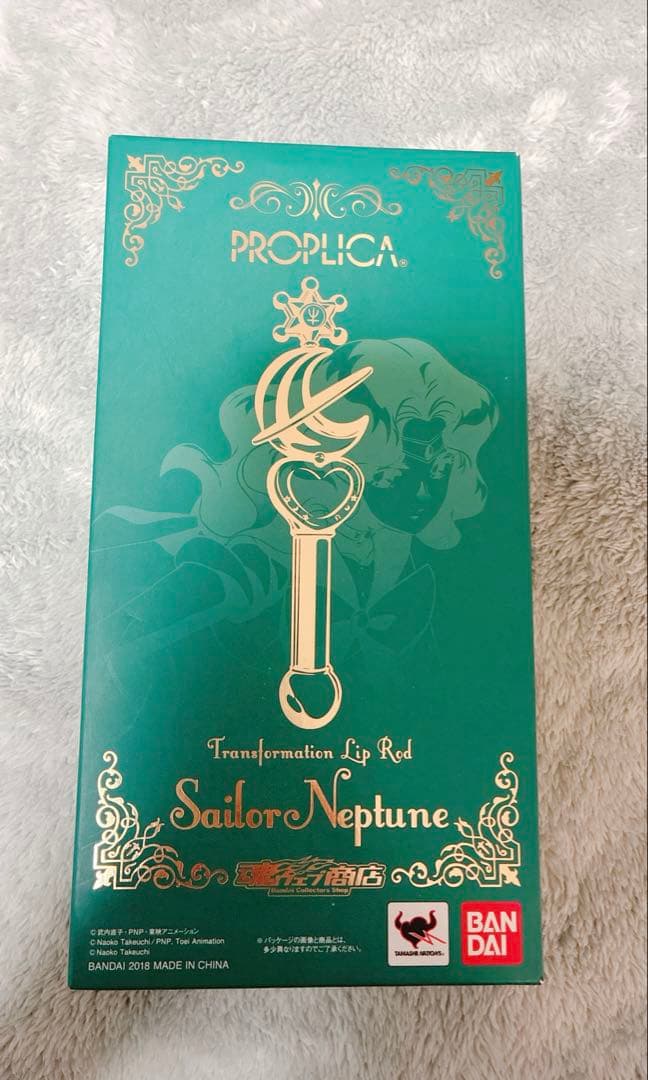 PROPLICA®
Transformation Lip Rod
Sailor Neptune
魂ウェブ商店
Bandai Collectors Shop
©武内直子・PNP・東映アニメーション
©Naoko Takeuchi / PNP, Toei Animation
©Naoko Takeuchi
BANDAI 2018 MADE IN CHINA
※パッケージの画像と商品とは、
多少異なりますのでご了承ください。
TAMASHII NATIONS
BAN
DAI